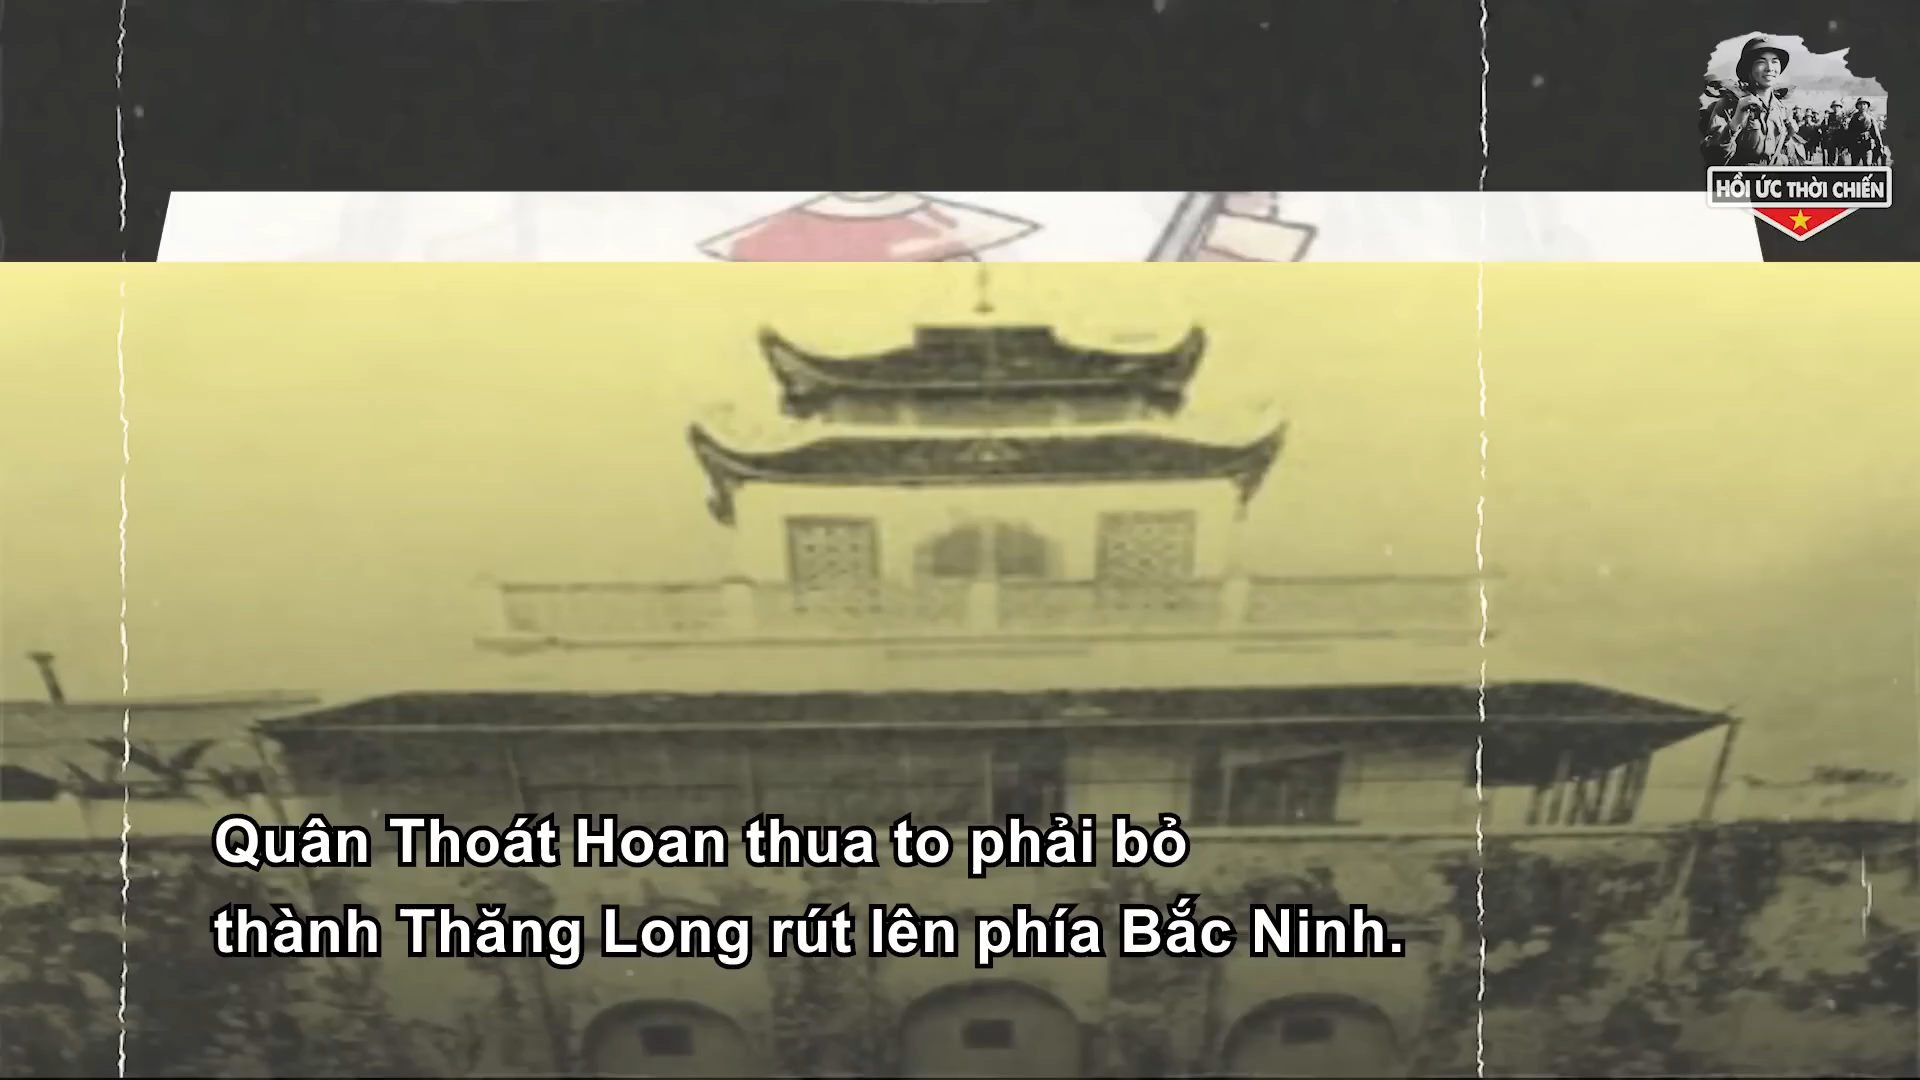 HỒI ỨC THỜI CHIẾN
Quân Thoát Hoan thua to phải bỏ
thành Thăng Long rút lên phía Bắc Ninh.